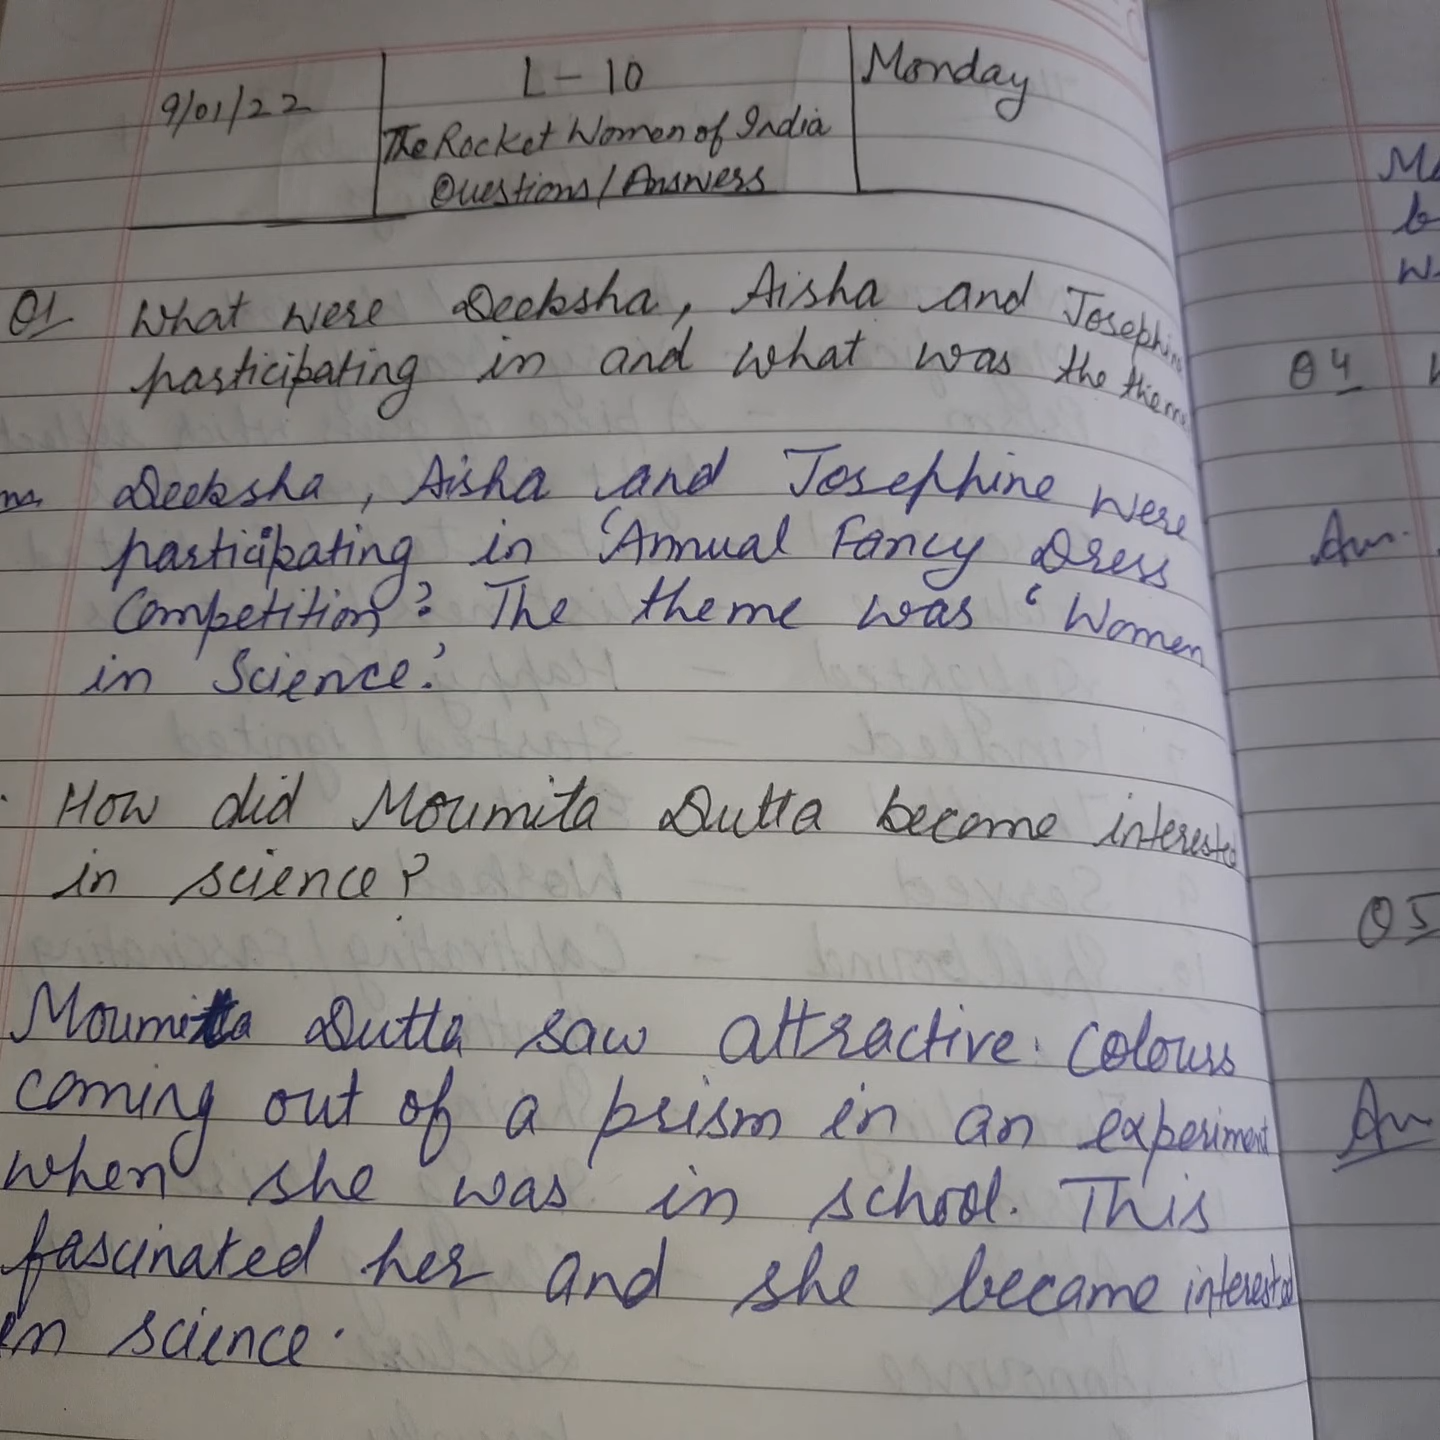 9/01/22
L - 10
Monday
The Rocket Women of India
Questions/Answers
Q1 What were Deeksha, Aisha and Josephine
participating in and what was the theme
Ans. Deeksha, Aisha and Josephine were
participating in 'Annual Fancy Dress
Competition'. The theme was 'Women
in Science.'
How did Moumita Dutta become interested
in science?
Moumita Dutta saw attractive colours
coming out of a prism in an experiment
when she was in school. This
fascinated her and she became interested
in science.
Q4
Ans.
Q5
An